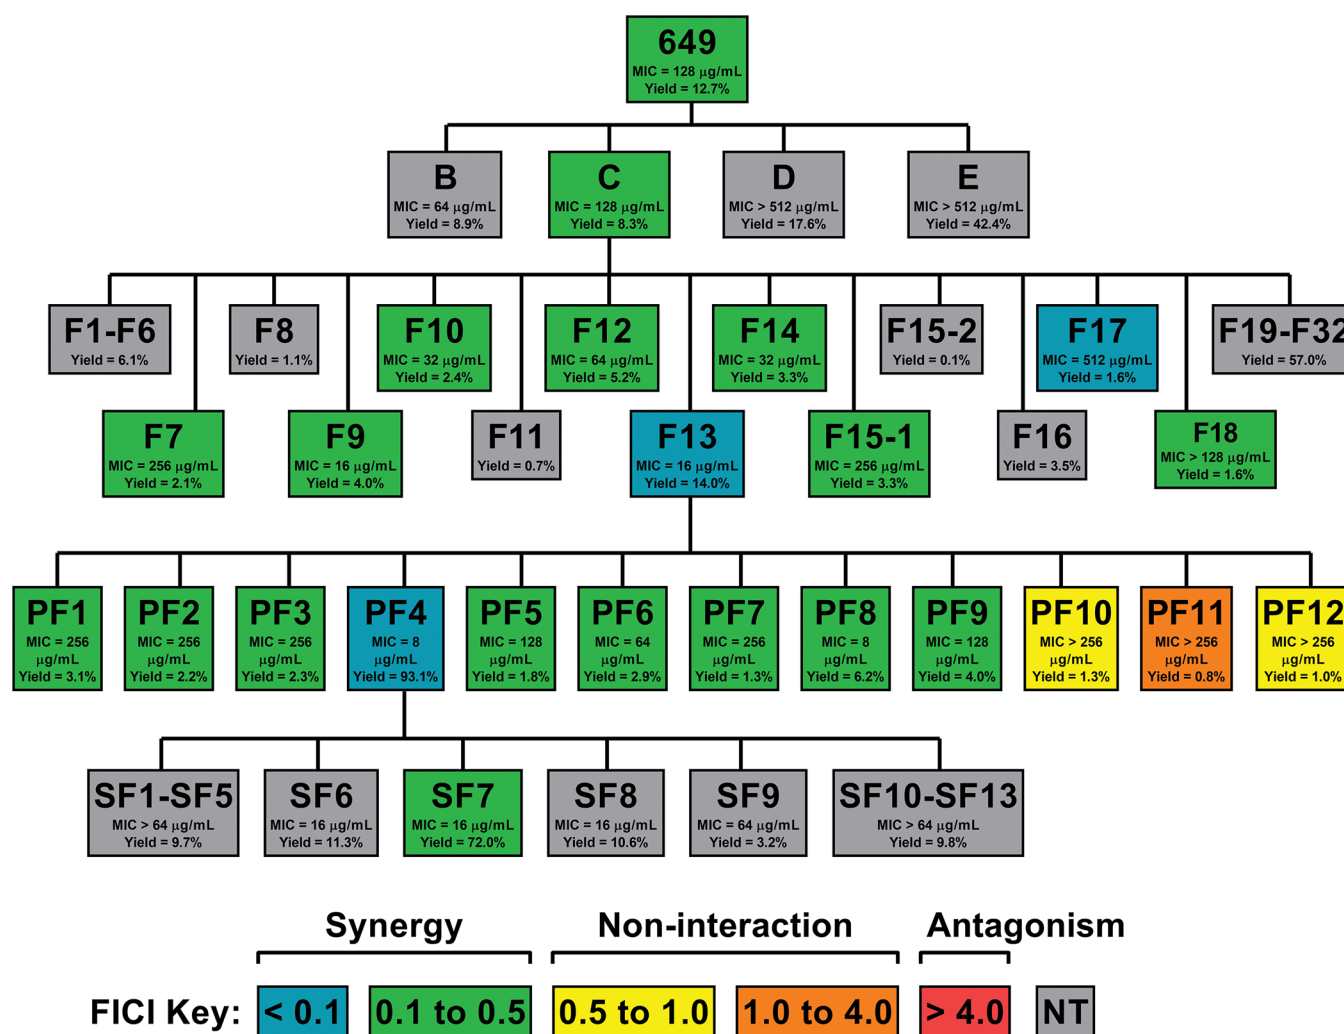 649
MIC = 128 µg/mL
Yield = 12.7%
B
MIC = 64 µg/mL
Yield = 8.9%
C
MIC = 128 µg/mL
Yield = 8.3%
D
MIC > 512 µg/mL
Yield = 17.6%
E
MIC > 512 µg/mL
Yield = 42.4%
F1-F6
Yield = 6.1%
F8
Yield = 1.1%
F10
MIC = 32 µg/mL
Yield = 2.4%
F12
MIC = 64 µg/mL
Yield = 5.2%
F14
MIC = 32 µg/mL
Yield = 3.3%
F15-2
Yield = 0.1%
F17
MIC = 512 µg/mL
Yield = 1.6%
F19-F32
Yield = 57.0%
F7
MIC = 256 µg/mL
Yield = 2.1%
F9
MIC = 16 µg/mL
Yield = 4.0%
F11
Yield = 0.7%
F13
MIC = 16 µg/mL
Yield = 14.0%
F15-1
MIC = 256 µg/mL
Yield = 3.3%
F16
Yield = 3.5%
F18
MIC > 128 µg/mL
Yield = 1.6%
PF1
MIC = 256
µg/mL
Yield = 3.1%
PF2
MIC = 256
µg/mL
Yield = 2.2%
PF3
MIC = 256
µg/mL
Yield = 2.3%
PF4
MIC = 8
µg/mL
Yield = 93.1%
PF5
MIC = 128
µg/mL
Yield = 1.8%
PF6
MIC = 64
µg/mL
Yield = 2.9%
PF7
MIC = 256
µg/mL
Yield = 1.3%
PF8
MIC = 8
µg/mL
Yield = 6.2%
PF9
MIC = 128
µg/mL
Yield = 4.0%
PF10
MIC > 256
µg/mL
Yield = 1.3%
PF11
MIC > 256
µg/mL
Yield = 0.8%
PF12
MIC > 256
µg/mL
Yield = 1.0%
SF1-SF5
MIC > 64 µg/mL
Yield = 9.7%
SF6
MIC = 16 µg/mL
Yield = 11.3%
SF7
MIC = 16 µg/mL
Yield = 72.0%
SF8
MIC = 16 µg/mL
Yield = 10.6%
SF9
MIC = 64 µg/mL
Yield = 3.2%
SF10-SF13
MIC > 64 µg/mL
Yield = 9.8%
Synergy Non-interaction Antagonism
FICI Key: < 0.1 0.1 to 0.5 0.5 to 1.0 1.0 to 4.0 > 4.0 NT